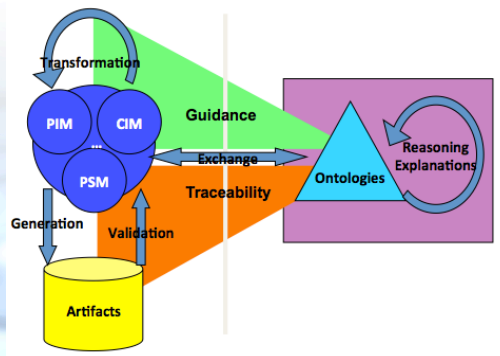 Transformation
PIM
CIM
...
PSM
Guidance
Exchange
Traceability
Ontologies
Reasoning
Explanations
Generation
Validation
Artifacts